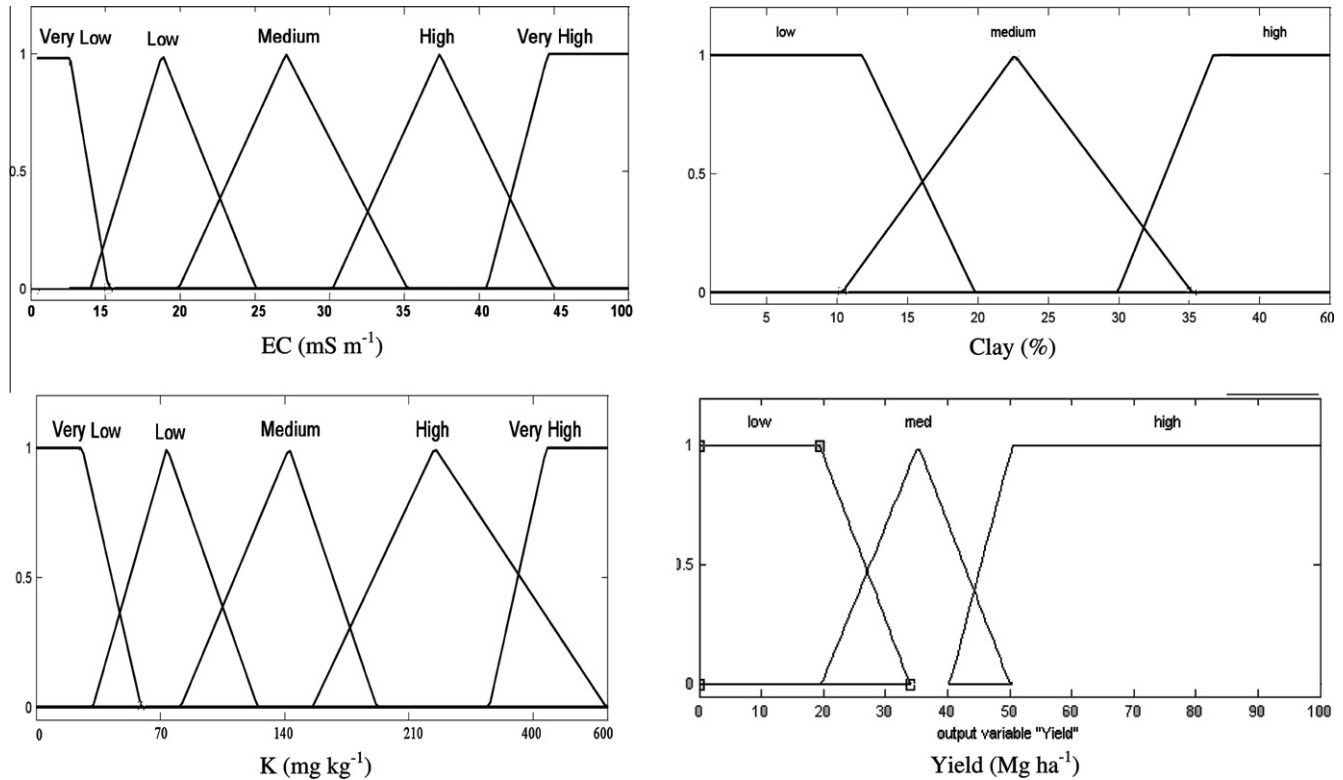 Very Low Low Medium High Very High
1
0.5
0
0 15 20 25 30 35 40 45 100
EC (mS m-1)
low medium high
1
0.5
0
5 10 15 20 25 30 35 60
Clay (%)
Very Low Low Medium High Very High
1
0.5
0
0 70 140 210 400 600
K (mg kg-1)
low med high
1
0.5
0
0 10 20 30 40 50 60 70 80 90 100
output variable "Yield"
Yield (Mg ha-1)